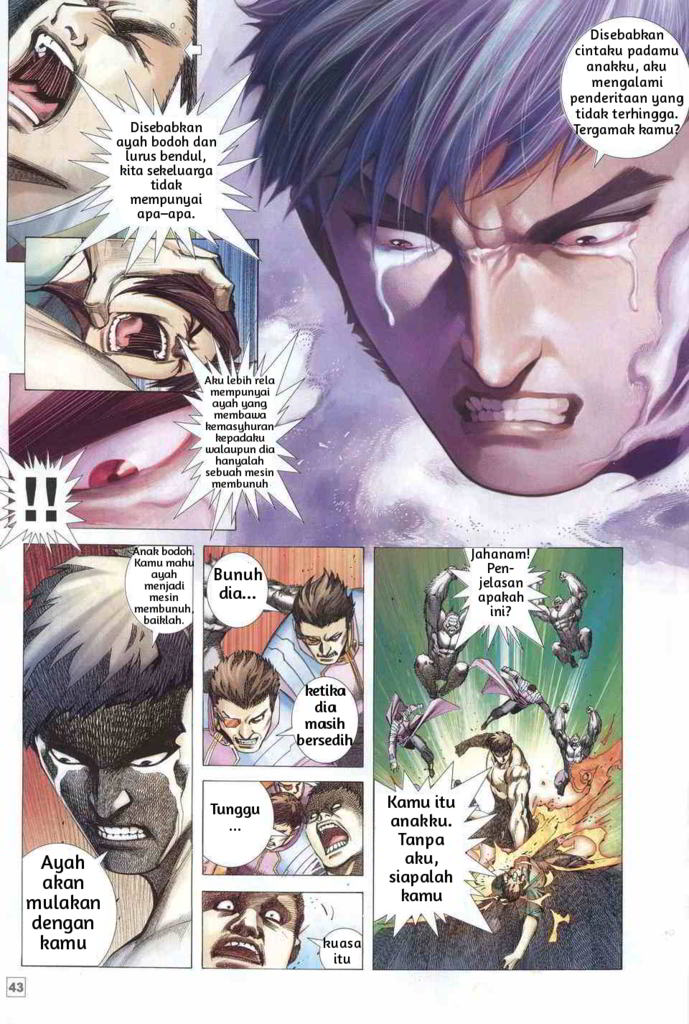 Disebabkan
cintaku padamu
anakku, aku
mengalami
penderitaan yang
tidak terhingga.
Tergamak kamu?
Disebabkan
ayah bodoh dan
lurus bendul,
kita sekeluarga
tidak
mempunyai
apa-apa.
Aku lebih rela
mempunyai
ayah yang
membawa
kemasyhuran
kepadaku
walaupun dia
hanyalah
sebuah mesin
membunuh
!!
Anak bodoh.
Kamu mahu
ayah
menjadi
mesin
membunuh,
baiklah.
Ayah
akan
mulakan
dengan
kamu
Bunuh
dia...
ketika
dia
masih
bersedih
Tunggu
...
kuasa
itu
Jahanam!
Pen-
jelasan
apakah
ini?
Kamu itu
anakku.
Tanpa
aku,
siapalah
kamu
43